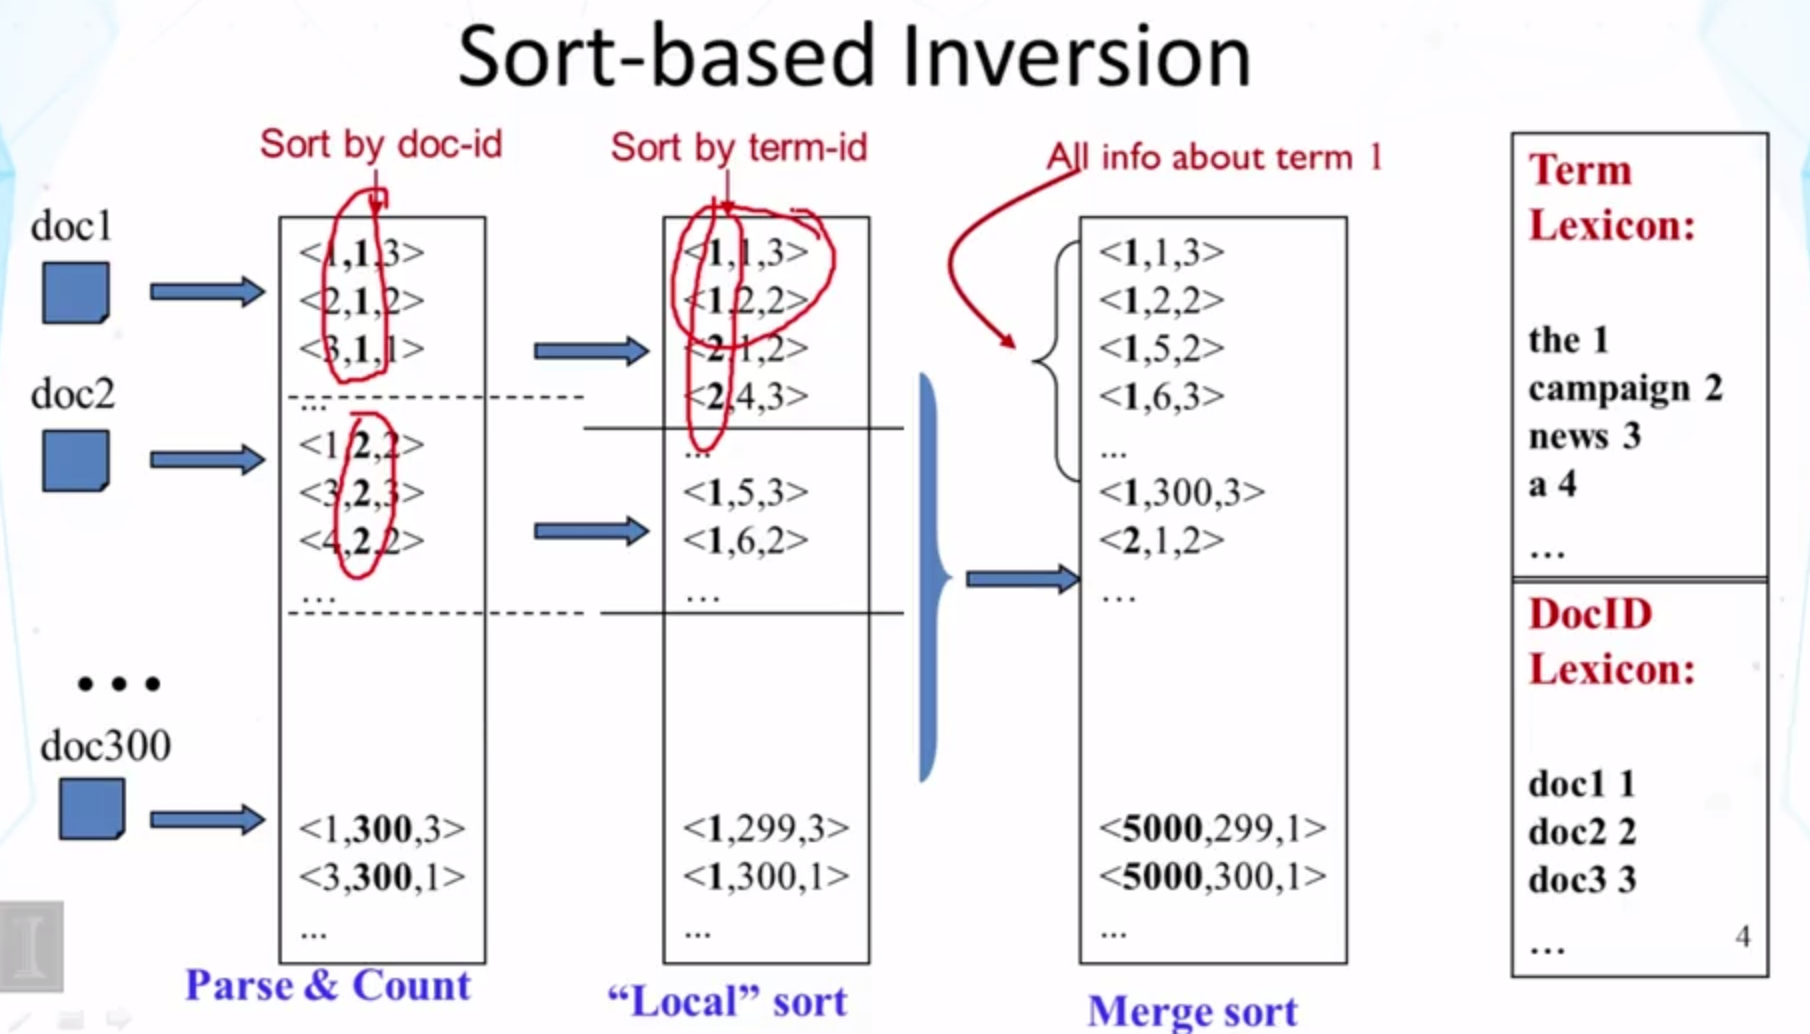 Sort-based Inversion
Sort by doc-id
Sort by term-id
All info about term 1
doc1
doc2
• • •
doc300
<1,1,3>
<2,1,2>
<3,1,1>
...
<1,2,2>
<3,2,3>
<4,2,2>
...
<1,300,3>
<3,300,1>
...
Parse & Count
<1,1,3>
<1,2,2>
<2,1,2>
<2,4,3>
...
<1,5,3>
<1,6,2>
...
<1,299,3>
<1,300,1>
...
“Local” sort
<1,1,3>
<1,2,2>
<1,5,2>
<1,6,3>
...
<1,300,3>
<2,1,2>
...
<5000,299,1>
<5000,300,1>
...
Merge sort
Term
Lexicon:
the 1
campaign 2
news 3
a 4
...
DocID
Lexicon:
doc1 1
doc2 2
doc3 3
...
4
I